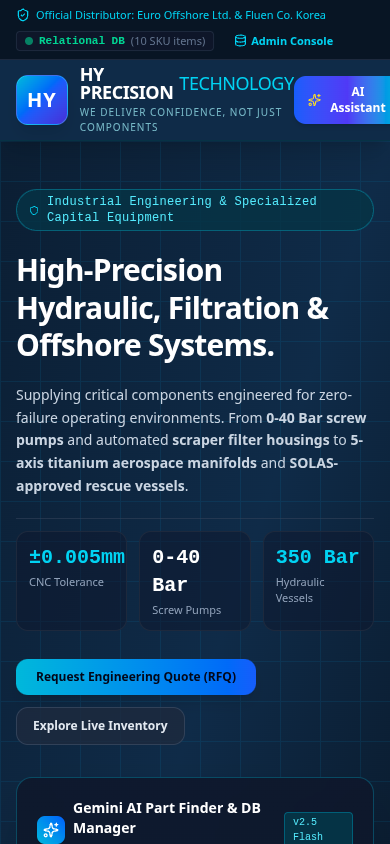 Official Distributor: Euro Offshore Ltd. & Fluen Co. Korea
Relational DB (10 SKU items)
Admin Console
HY
HY PRECISION TECHNOLOGY
WE DELIVER CONFIDENCE, NOT JUST
COMPONENTS
AI
Assistant
Industrial Engineering & Specialized
Capital Equipment
High-Precision
Hydraulic, Filtration &
Offshore Systems.
Supplying critical components engineered for zero-
failure operating environments. From 0-40 Bar screw
pumps and automated scraper filter housings to 5-
axis titanium aerospace manifolds and SOLAS-
approved rescue vessels.
±0.005mm
CNC Tolerance
0-40
Bar
Screw Pumps
350 Bar
Hydraulic
Vessels
Request Engineering Quote (RFQ)
Explore Live Inventory
Gemini AI Part Finder & DB
Manager
v2.5
Flash